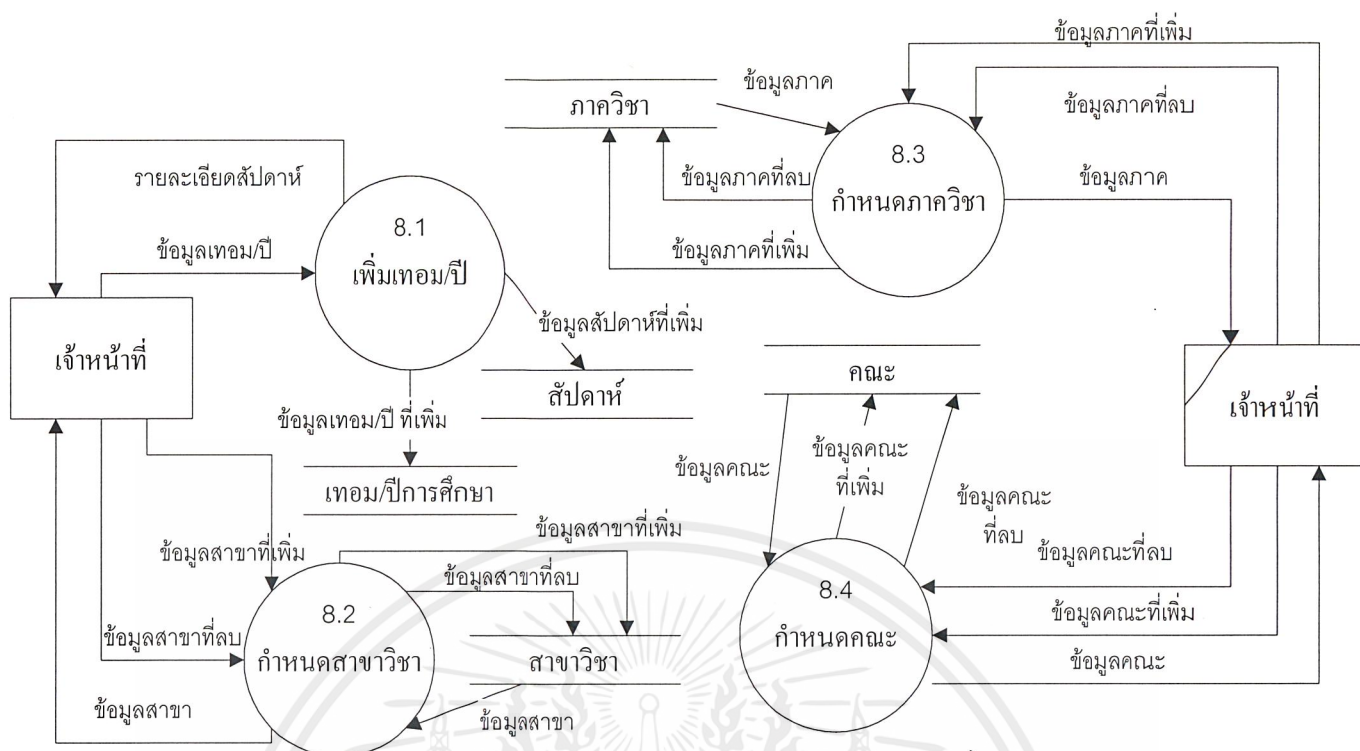 ข้อมูลภาคที่เพิ่ม
ข้อมูลภาค
ภาควิชา
ข้อมูลภาคที่ลบ
8.3
กำหนดภาควิชา
ข้อมูลภาคที่ลบ
ข้อมูลภาค
ข้อมูลภาคที่เพิ่ม
รายละเอียดสัปดาห์
8.1
เพิ่มเทอม/ปี
ข้อมูลเทอม/ปี
ข้อมูลสัปดาห์ที่เพิ่ม
เจ้าหน้าที่
สัปดาห์
ข้อมูลเทอม/ปี ที่เพิ่ม
เทอม/ปีการศึกษา
คณะ
เจ้าหน้าที่
ข้อมูลคณะ
ข้อมูลคณะ
ที่เพิ่ม
ข้อมูลคณะ
ที่ลบ
ข้อมูลคณะที่ลบ
8.4
กำหนดคณะ
ข้อมูลคณะที่เพิ่ม
ข้อมูลคณะ
ข้อมูลสาขาที่เพิ่ม
ข้อมูลสาขาที่เพิ่ม
ข้อมูลสาขาที่ลบ
8.2
กำหนดสาขาวิชา
ข้อมูลสาขาที่ลบ
สาขาวิชา
ข้อมูลสาขา
ข้อมูลสาขา